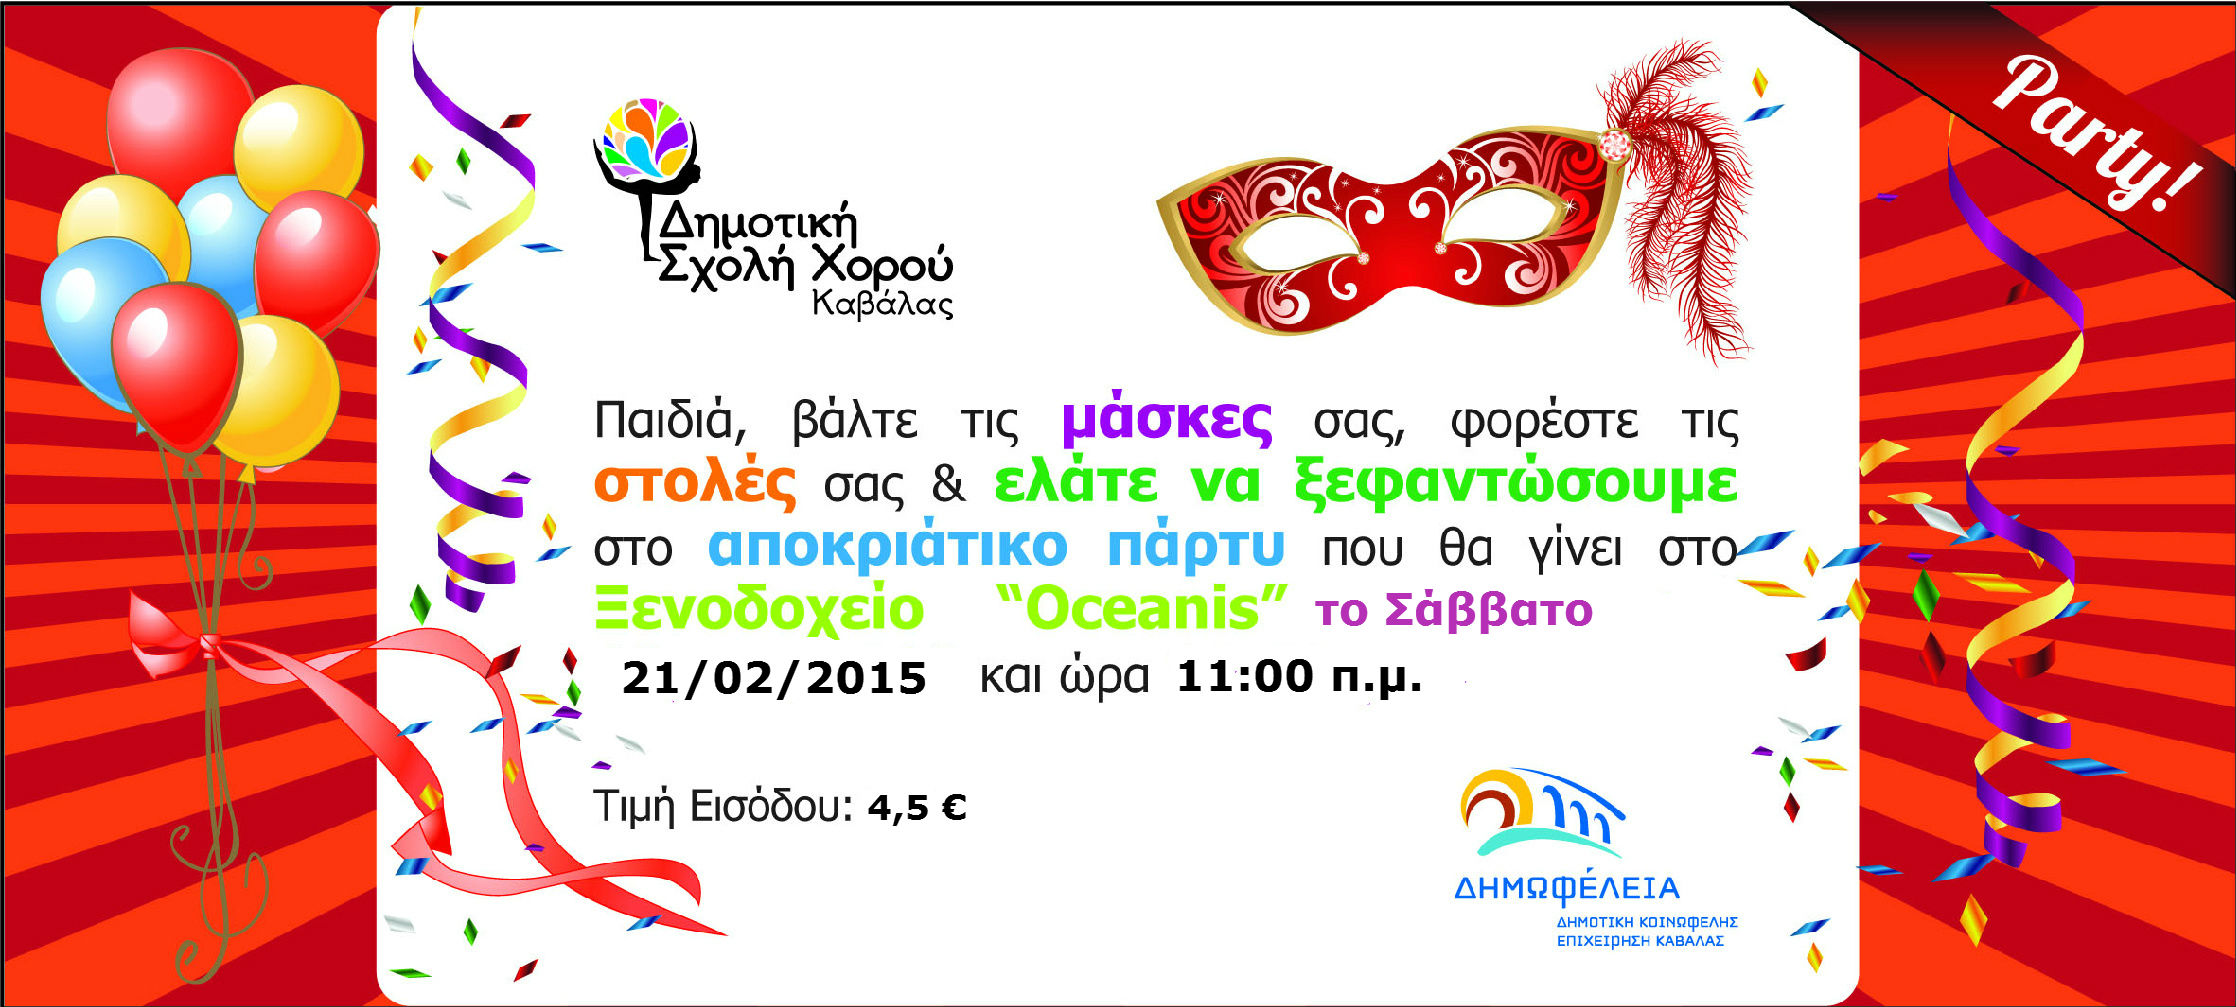 Party!
Δημοτική
Σχολή Χορού
Καβάλας
Παιδιά, βάλτε τις μάσκες σας, φορέστε τις
στολές σας & ελάτε να ξεφαντώσουμε
στο αποκριάτικο πάρτυ που θα γίνει στο
Ξενοδοχείο “Oceanis” το Σάββατο
21/02/2015 και ώρα 11:00 π.μ.
Τιμή Εισόδου: 4,5 €
ΔΗΜΩΦΈΛΕΙΑ
ΔΗΜΟΤΙΚΗ ΚΟΙΝΩΦΕΛΗΣ
ΕΠΙΧΕΙΡΗΣΗ ΚΑΒΑΛΑΣ